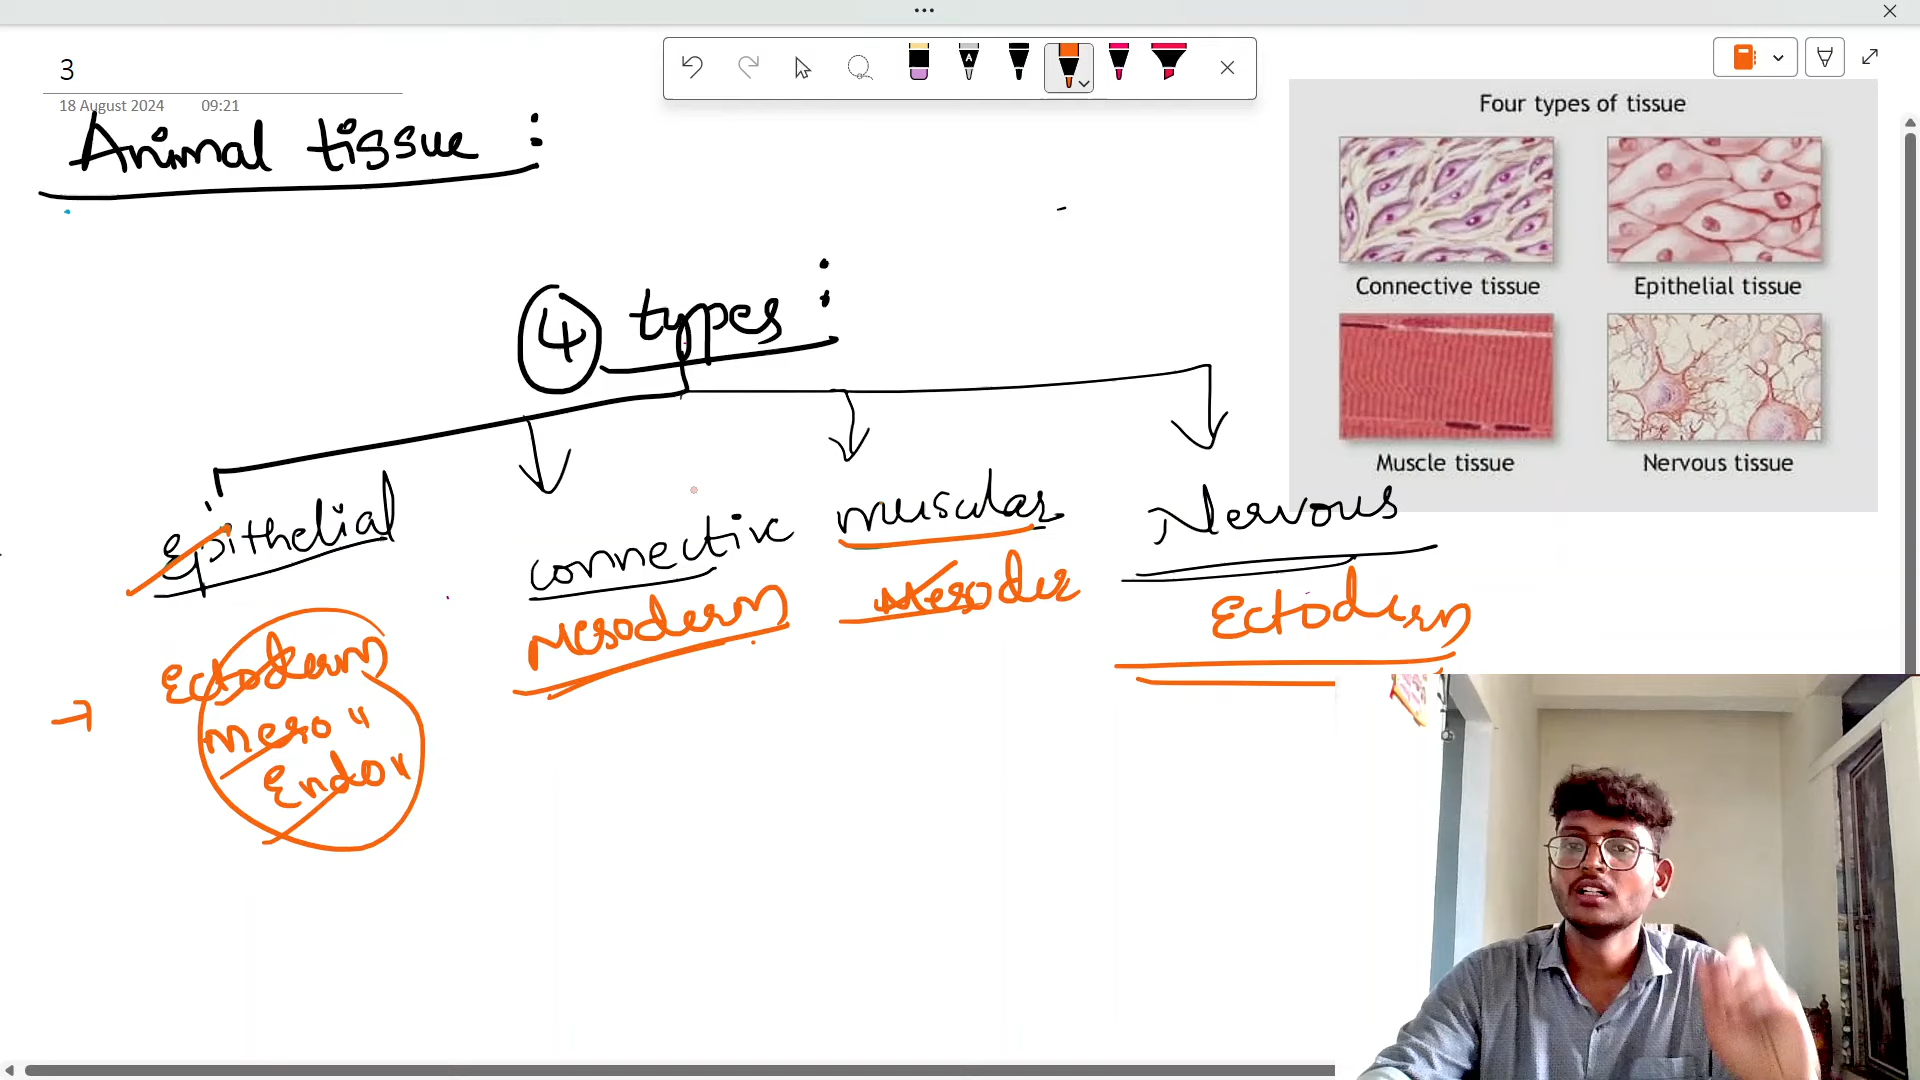 3
18 August 2024 09:21
Animal tissue :
Four types of tissue
Connective tissue Epithelial tissue
4 types :
Muscle tissue Nervous tissue
Epithelial connective muscular Nervous
Ectoderm Mesoderm Mesoder Ectoderm
→ Meso "
Endo "